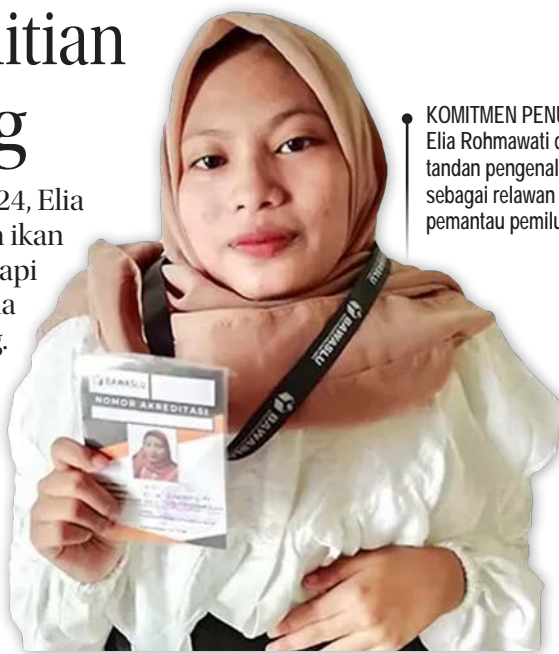 itian
g
24, Elia
ikan
api
a
g.
KOMITMEN PENU
Elia Rohmawati d
tandan pengenal
sebagai relawan
pemantau pemilu
BAWASLU
BAWASLU
BAWASLU
NOMOR AKREDITASI